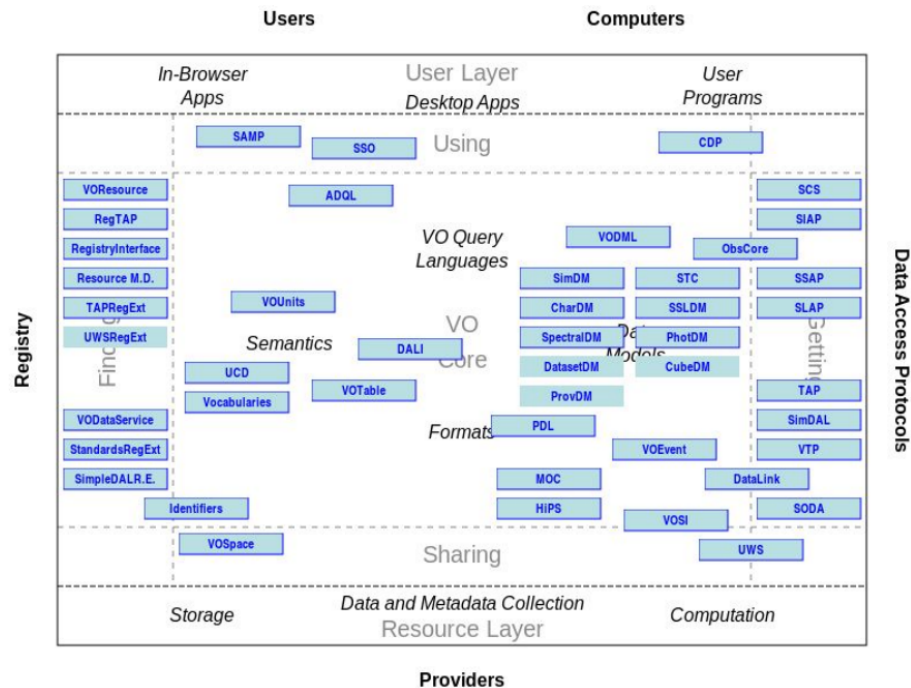 Users
Computers
In-Browser
Apps
User Layer
Desktop Apps
User
Programs
SAMP
SSO
Using
CDP
VOResource
RegTAP
RegistryInterface
Resource M.D.
TAPRegExt
UWSRegExt
VODataService
StandardsRegExt
SimpleDALR.E.
Identifiers
Registry
ADQL
VO Query
Languages
VOUnits
Semantics
VO
Core
DALI
UCD
Vocabularies
VOTable
Formats
PDL
VODML
ObsCore
SimDM
STC
CharDM
SSLDM
SpectralDM
PhotDM
DatasetDM
CubeDM
ProvDM
Models
VOEvent
MOC
DataLink
HiPS
VOSI
SCS
SIAP
SSAP
SLAP
Getting
TAP
SimDAL
VTP
SODA
Data Access Protocols
VOSpace
Sharing
UWS
Storage
Data and Metadata Collection
Computation
Resource Layer
Providers